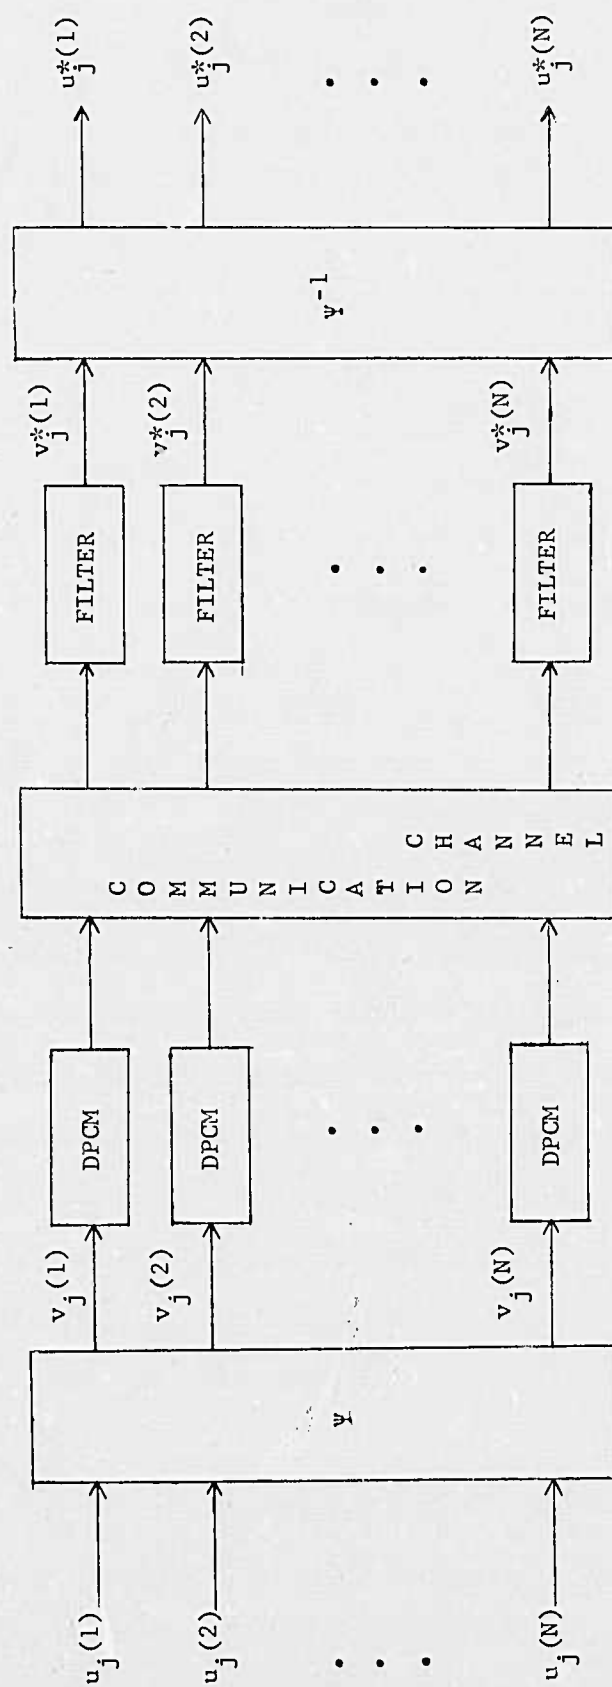 u_j(1)
u_j(2)
u_j(N)
Ψ
v_j(1)
v_j(2)
v_j(N)
DPCM
DPCM
DPCM
COMMUNICATION
CHANNEL
FILTER
FILTER
FILTER
v*_j(1)
v*_j(2)
v*_j(N)
Ψ⁻¹
u*_j(1)
u*_j(2)
u*_j(N)